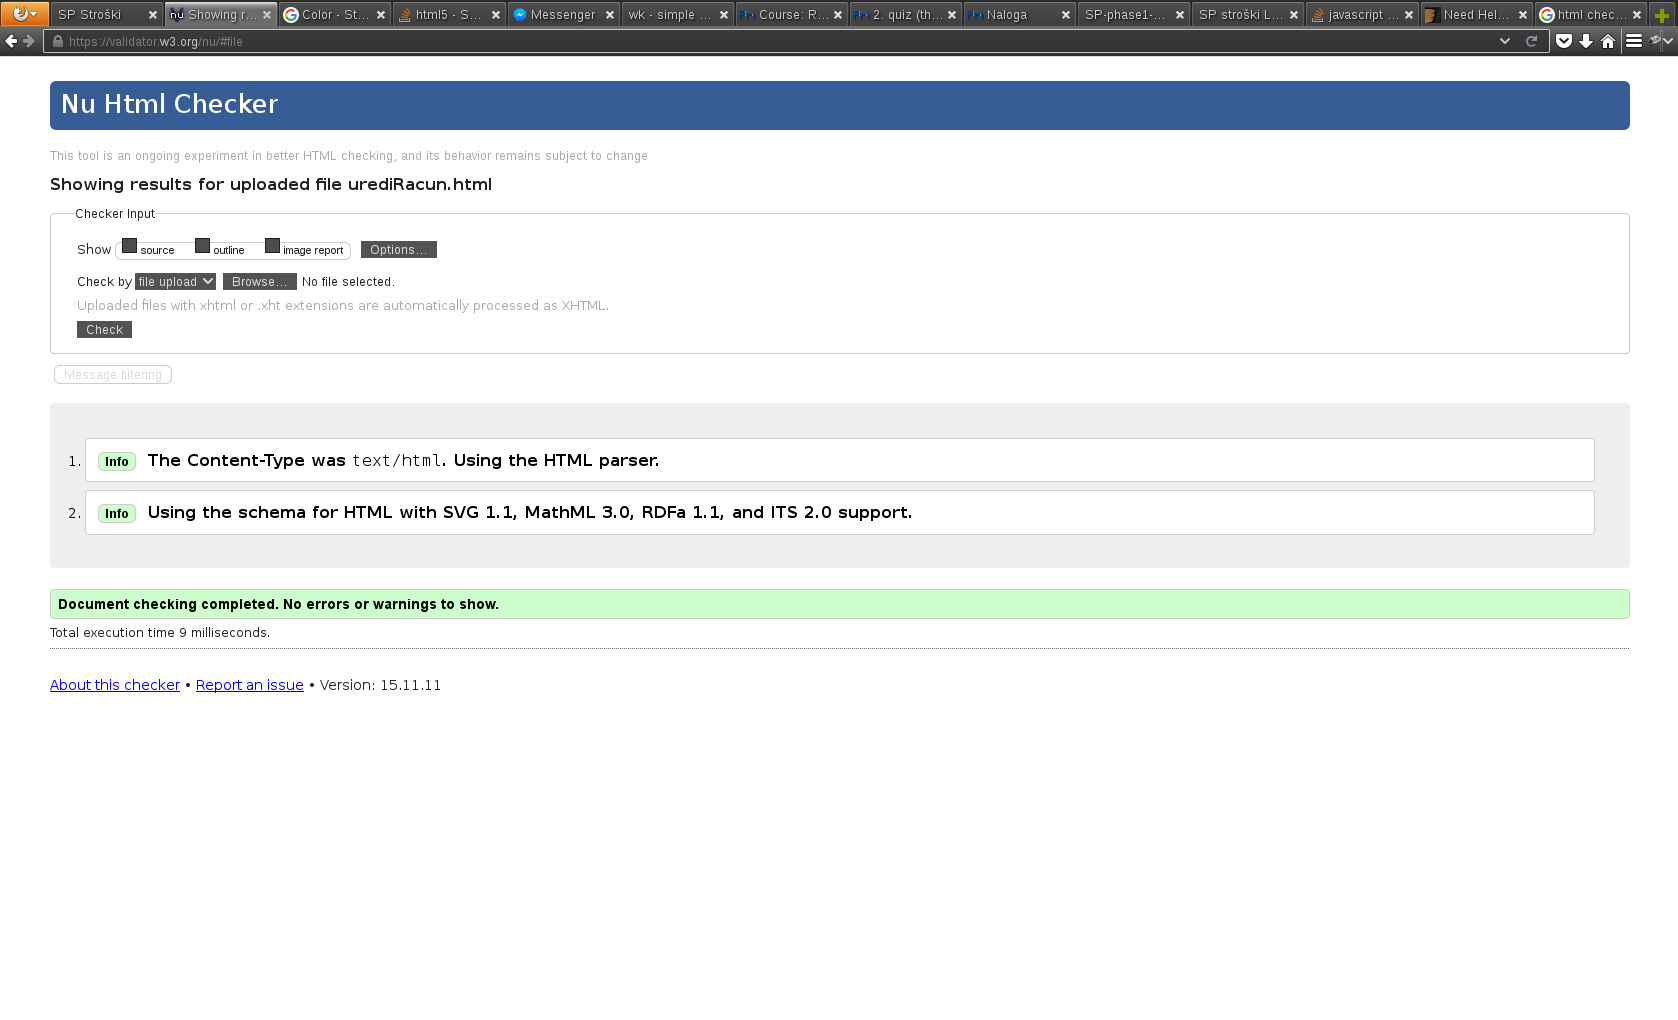 SP Stroški nu Showing r... Color - St... html5 - S... Messenger wk - simple ... Course: R... 2. quiz (th... Naloga SP-phase1-... SP stroški L... javascript ... Need Hel... html chec...
https://validator.w3.org/nu/#file
Nu Html Checker
This tool is an ongoing experiment in better HTML checking, and its behavior remains subject to change
Showing results for uploaded file urediRacun.html
Checker Input
Show source outline image report Options...
Check by file upload Browse... No file selected.
Uploaded files with xhtml or .xht extensions are automatically processed as XHTML.
Check
Message filtering
1. Info The Content-Type was text/html. Using the HTML parser.
2. Info Using the schema for HTML with SVG 1.1, MathML 3.0, RDFa 1.1, and ITS 2.0 support.
Document checking completed. No errors or warnings to show.
Total execution time 9 milliseconds.
About this checker • Report an issue • Version: 15.11.11